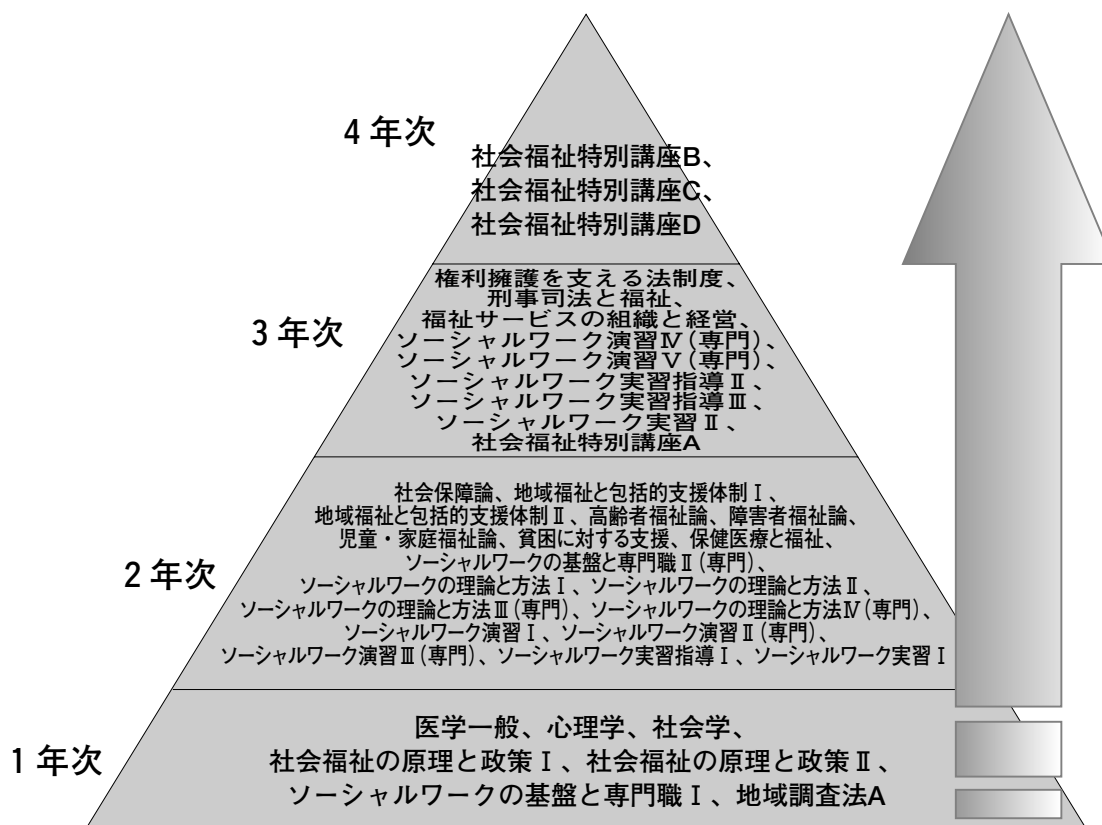 4年次
社会福祉特別講座B、
社会福祉特別講座C、
社会福祉特別講座D
3年次
権利擁護を支える法制度、
刑事司法と福祉、
福祉サービスの組織と経営、
ソーシャルワーク演習Ⅳ(専門)、
ソーシャルワーク演習Ⅴ(専門)、
ソーシャルワーク実習指導Ⅱ、
ソーシャルワーク実習指導Ⅲ、
ソーシャルワーク実習Ⅱ、
社会福祉特別講座A
2年次
社会保障論、地域福祉と包括的支援体制Ⅰ、
地域福祉と包括的支援体制Ⅱ、高齢者福祉論、障害者福祉論、
児童・家庭福祉論、貧困に対する支援、保健医療と福祉、
ソーシャルワークの基盤と専門職Ⅱ(専門)、
ソーシャルワークの理論と方法Ⅰ、ソーシャルワークの理論と方法Ⅱ、
ソーシャルワークの理論と方法Ⅲ(専門)、ソーシャルワークの理論と方法Ⅳ(専門)、
ソーシャルワーク演習Ⅰ、ソーシャルワーク演習Ⅱ(専門)、
ソーシャルワーク演習Ⅲ(専門)、ソーシャルワーク実習指導Ⅰ、ソーシャルワーク実習Ⅰ
1年次
医学一般、心理学、社会学、
社会福祉の原理と政策Ⅰ、社会福祉の原理と政策Ⅱ、
ソーシャルワークの基盤と専門職Ⅰ、地域調査法A